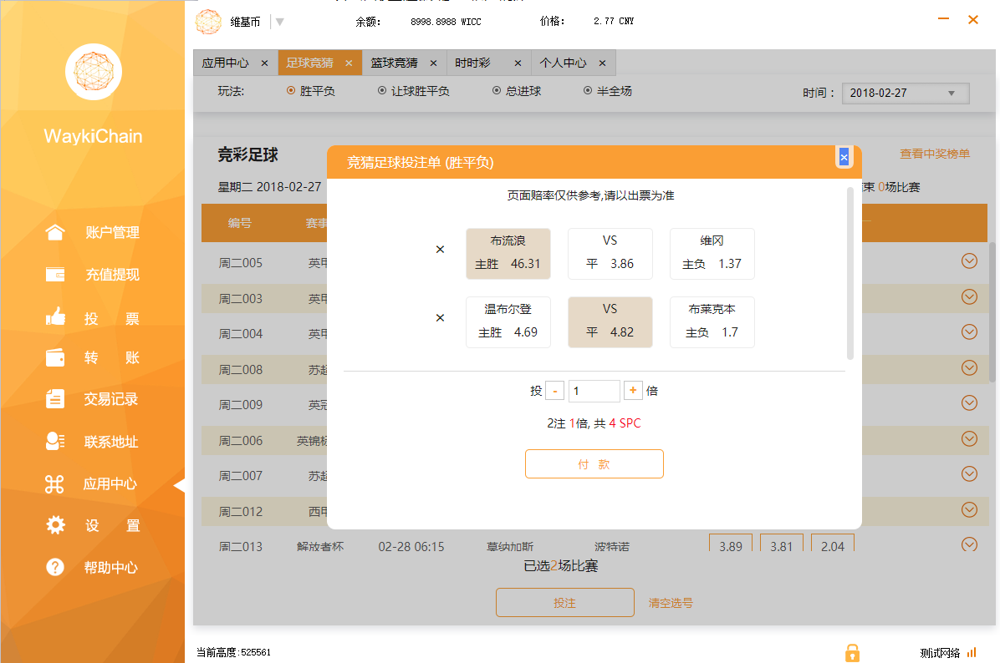 维基币
余额： 8998.8988 WICC
价格： 2.77 CNY
WaykiChain
账户管理
充值提现
投 票
转 账
交易记录
联系地址
应用中心
设 置
帮助中心
应用中心 × 足球竞猜 × 篮球竞猜 × 时时彩 × 个人中心 ×
玩法: 胜平负 让球胜平负 总进球 半全场
时间： 2018-02-27
竞彩足球
查看中奖榜单
星期二 2018-02-27
束 0场比赛
编号 赛事
周二005 英甲
周二003 英甲
周二004 英甲
周二008 苏超
周二009 英冠
周二006 英锦标
周二007 苏超
周二012 西甲
周二013 解放者杯 02-28 06:15 草纳加斯 波特诺 3.89 3.81 2.04
竞猜足球投注单 (胜平负)
页面赔率仅供参考,请以出票为准
× 布流浪 VS 维冈
主胜 46.31 平 3.86 主负 1.37
× 温布尔登 VS 布莱克本
主胜 4.69 平 4.82 主负 1.7
投 - 1 + 倍
2注 1倍, 共 4 SPC
付 款
已选2场比赛
投注 清空选号
当前高度:525561
测试网络